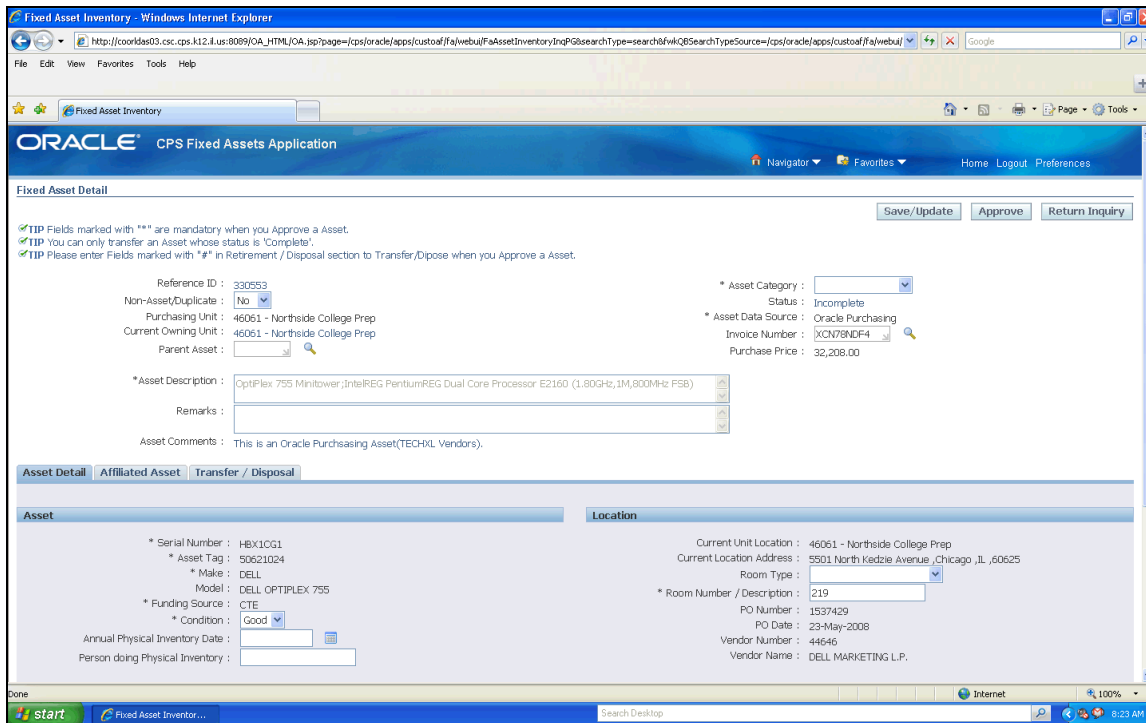 Fixed Asset Inventory - Windows Internet Explorer
http://coorldas03.csc.cps.k12.il.us:8089/OA_HTML/OA.jsp?page=/cps/oracle/apps/custoaf/fa/webui/FaAssetInventoryInqPG&searchType=search&fwkQBSearchTypeSource=/cps/oracle/apps/custoaf/fa/webui/
Google
File Edit View Favorites Tools Help
Fixed Asset Inventory
Page
Tools
ORACLE CPS Fixed Assets Application
Navigator Favorites Home Logout Preferences
Fixed Asset Detail
Save/Update Approve Return Inquiry
TIP Fields marked with "*" are mandatory when you Approve a Asset.
TIP You can only transfer an Asset whose status is 'Complete'.
TIP Please enter Fields marked with "#" in Retirement / Disposal section to Transfer/Dipose when you Approve a Asset.
Reference ID : 330553
Non-Asset/Duplicate : No
Purchasing Unit : 46061 - Northside College Prep
Current Owning Unit : 46061 - Northside College Prep
Parent Asset :
* Asset Category :
Status : Incomplete
* Asset Data Source : Oracle Purchasing
Invoice Number : XCN78NDF4
Purchase Price : 32,208.00
*Asset Description : OptiPlex 755 Minitower;IntelREG PentiumREG Dual Core Processor E2160 (1.80GHz,1M,800MHz FSB)
Remarks :
Asset Comments : This is an Oracle Purchsasing Asset(TECHXL Vendors).
Asset Detail Affiliated Asset Transfer / Disposal
Asset
* Serial Number : HBX1CG1
* Asset Tag : 50621024
* Make : DELL
Model : DELL OPTIPLEX 755
* Funding Source : CTE
* Condition : Good
Annual Physical Inventory Date :
Person doing Physical Inventory :
Location
Current Unit Location : 46061 - Northside College Prep
Current Location Address : 5501 North Kedzie Avenue ,Chicago ,IL ,60625
Room Type :
* Room Number / Description : 219
PO Number : 1537429
PO Date : 23-May-2008
Vendor Number : 44646
Vendor Name : DELL MARKETING L.P.
Done
Internet
100%
start
Fixed Asset Inventor...
Search Desktop
8:23 AM